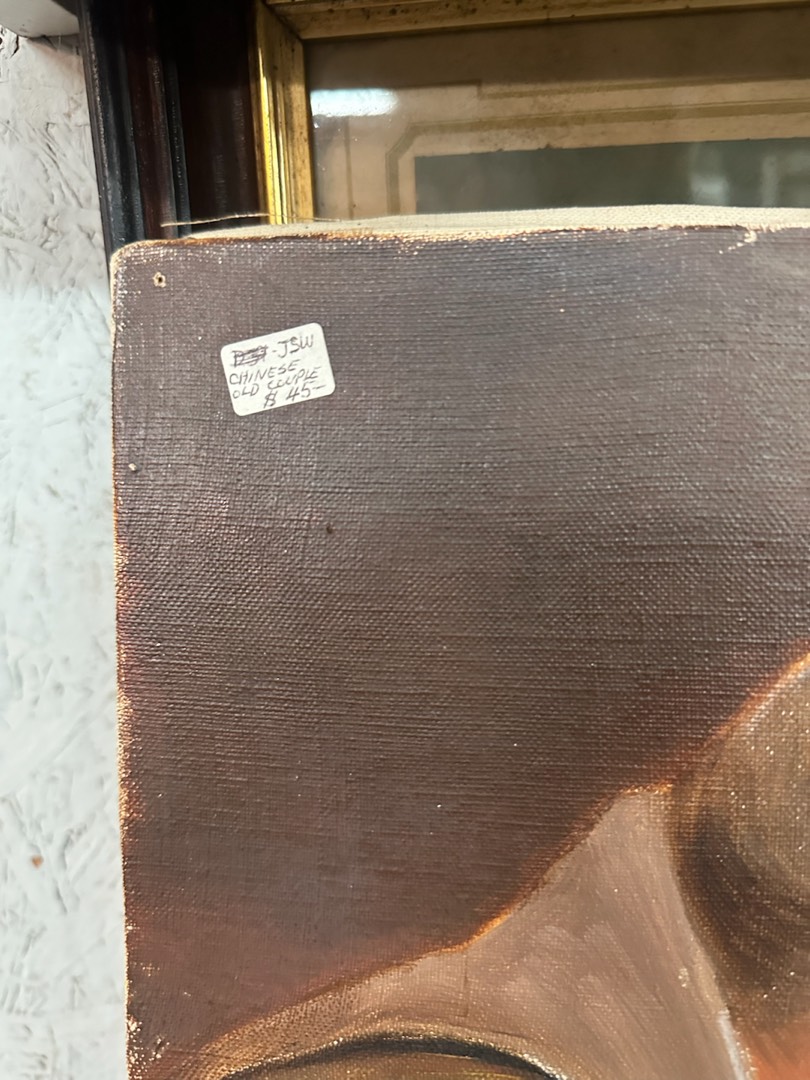 -JSW
CHINESE
OLD COUPLE
$ 45-